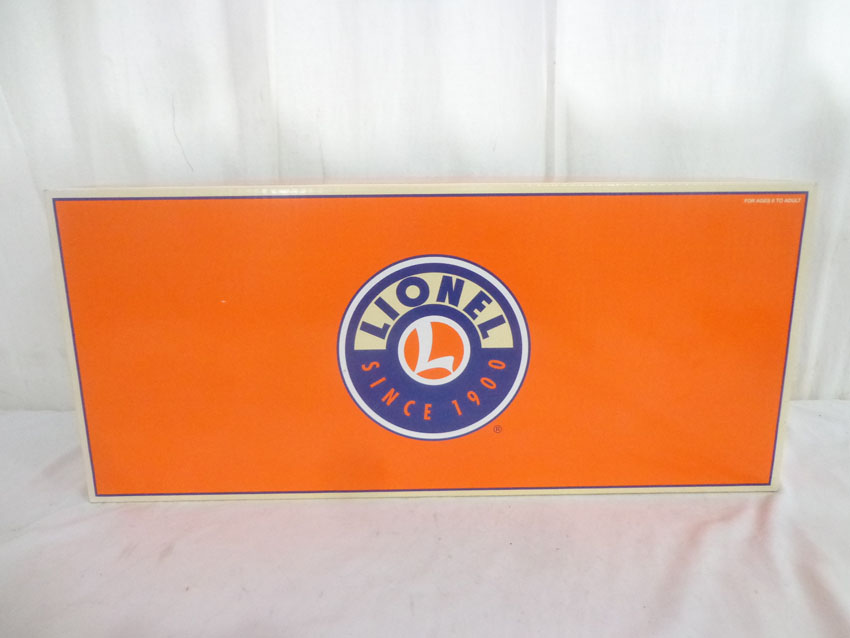 FOR AGES 8 TO ADULT
LIONEL
L
SINCE 1900
®